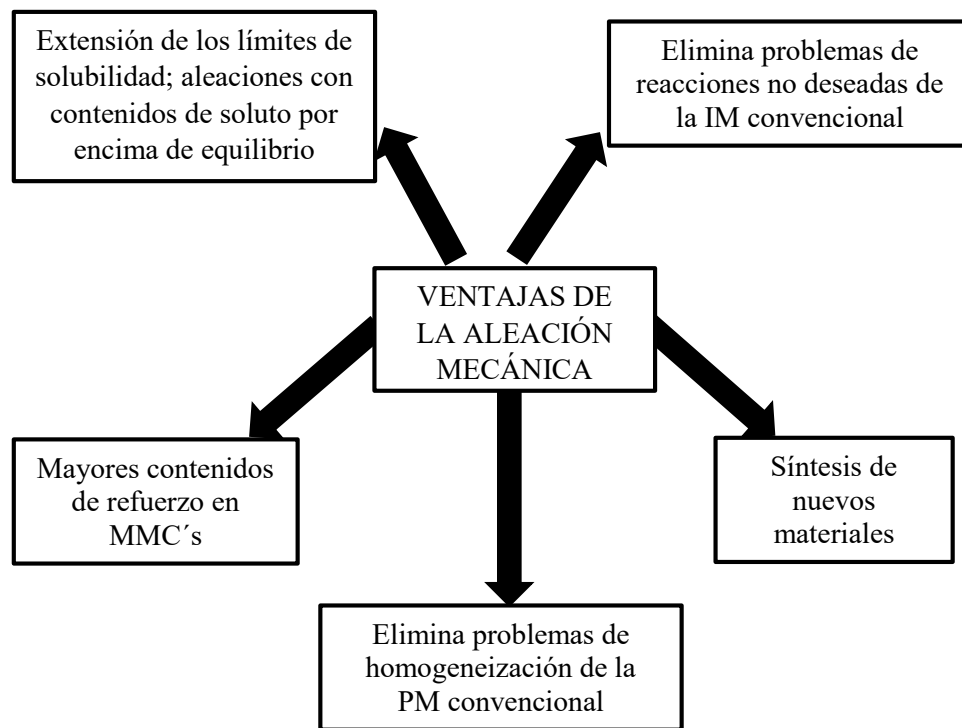 Extensión de los límites de
solubilidad; aleaciones con
contenidos de soluto por
encima de equilibrio
Elimina problemas de
reacciones no deseadas de
la IM convencional
VENTAJAS DE
LA ALEACIÓN
MECÁNICA
Mayores contenidos
de refuerzo en
MMC´s
Síntesis de
nuevos
materiales
Elimina problemas de
homogeneización de la
PM convencional